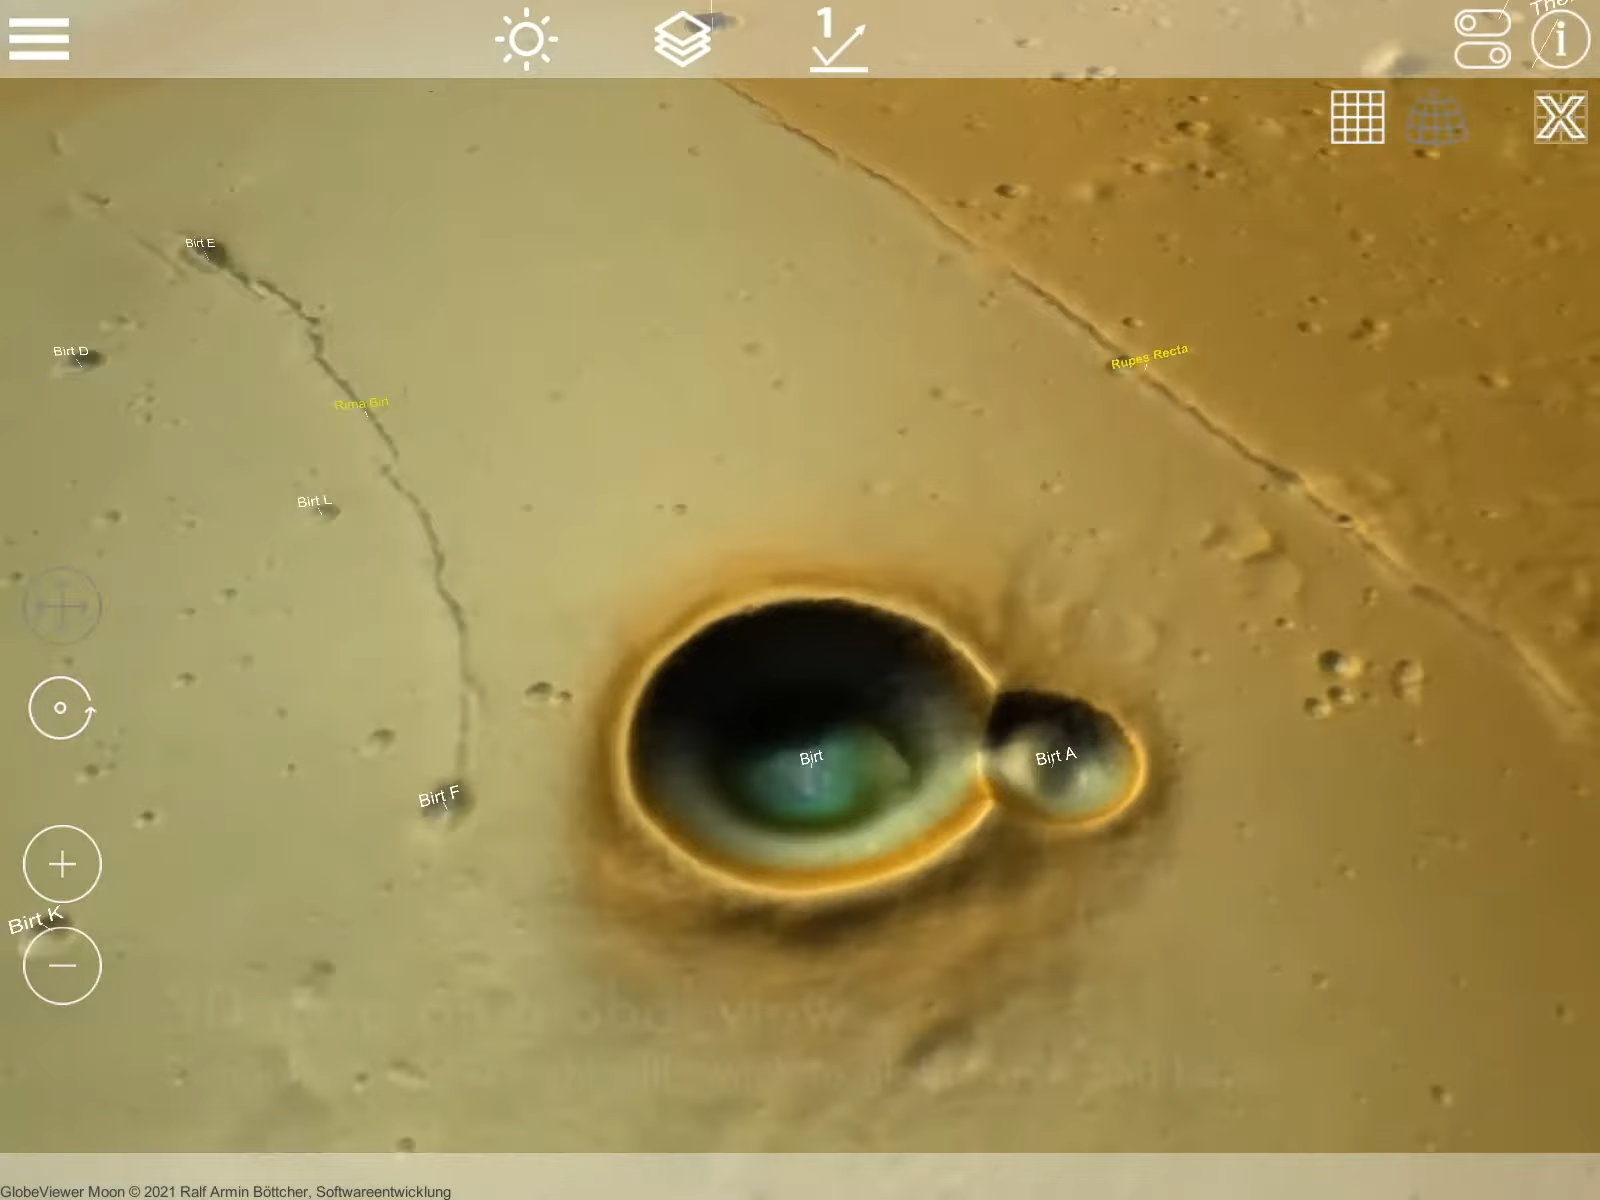 1
i
X
Birt E
Birt D
Rupes Recta
Rima Birt
Birt L
Birt
Birt A
Birt F
Birt K
view
GlobeViewer Moon © 2021 Ralf Armin Böttcher, Softwareentwicklung